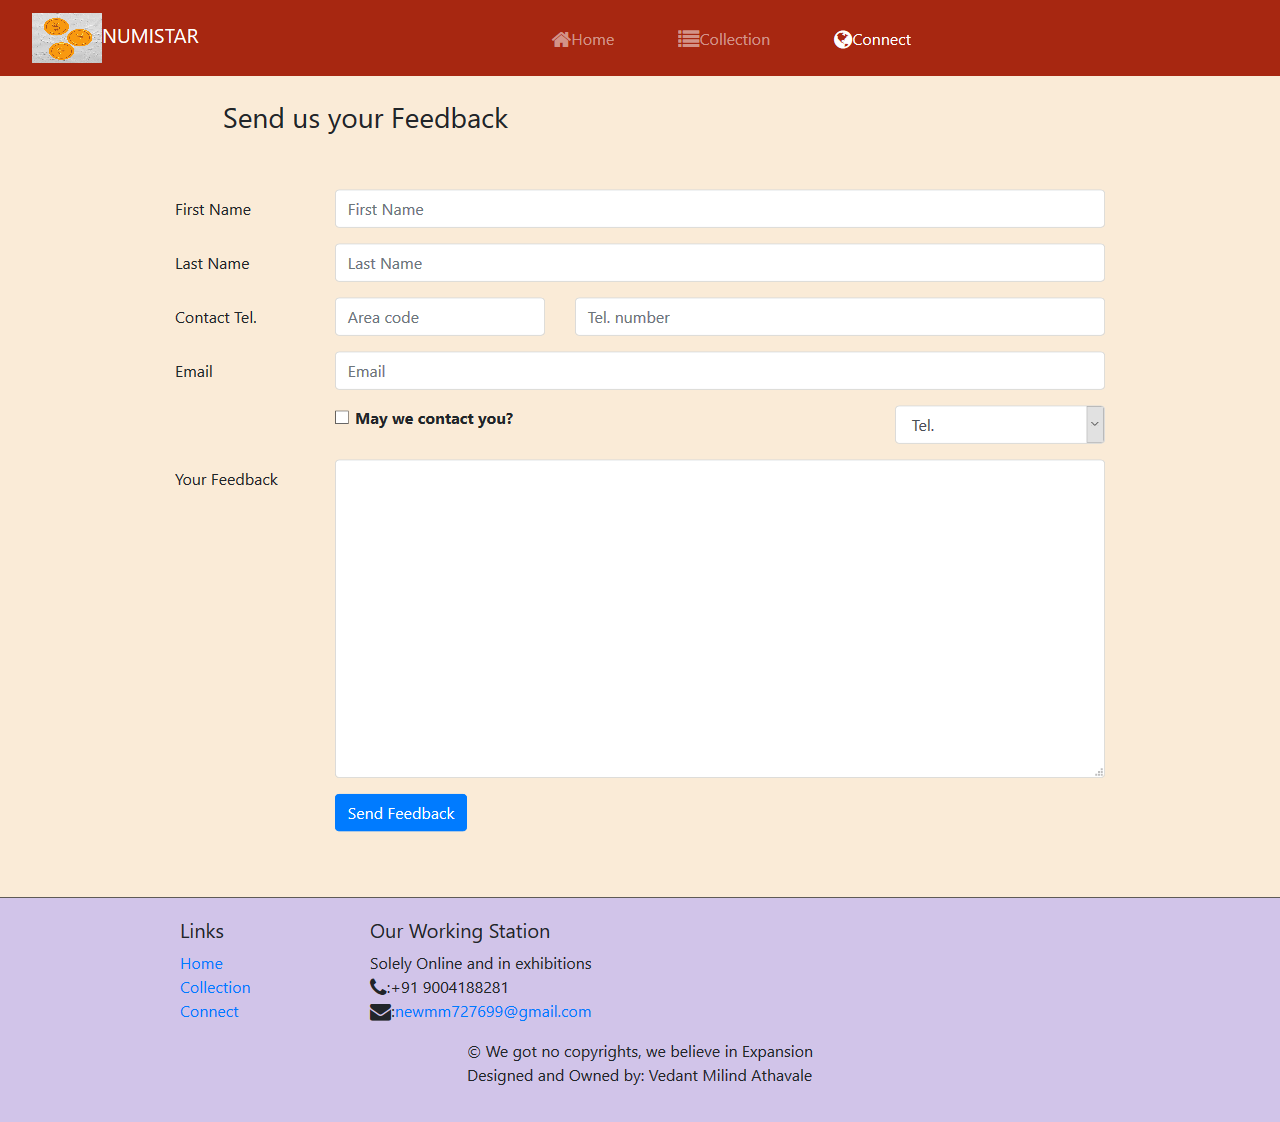 NUMISTAR
Home
Collection
Connect
Send us your Feedback
First Name
First Name
Last Name
Last Name
Contact Tel.
Area code
Tel. number
Email
Email
May we contact you?
Tel.
Your Feedback
Send Feedback
Links
Home
Collection
Connect
Our Working Station
Solely Online and in exhibitions
:+91 9004188281
:newmm727699@gmail.com
© We got no copyrights, we believe in Expansion
Designed and Owned by: Vedant Milind Athavale